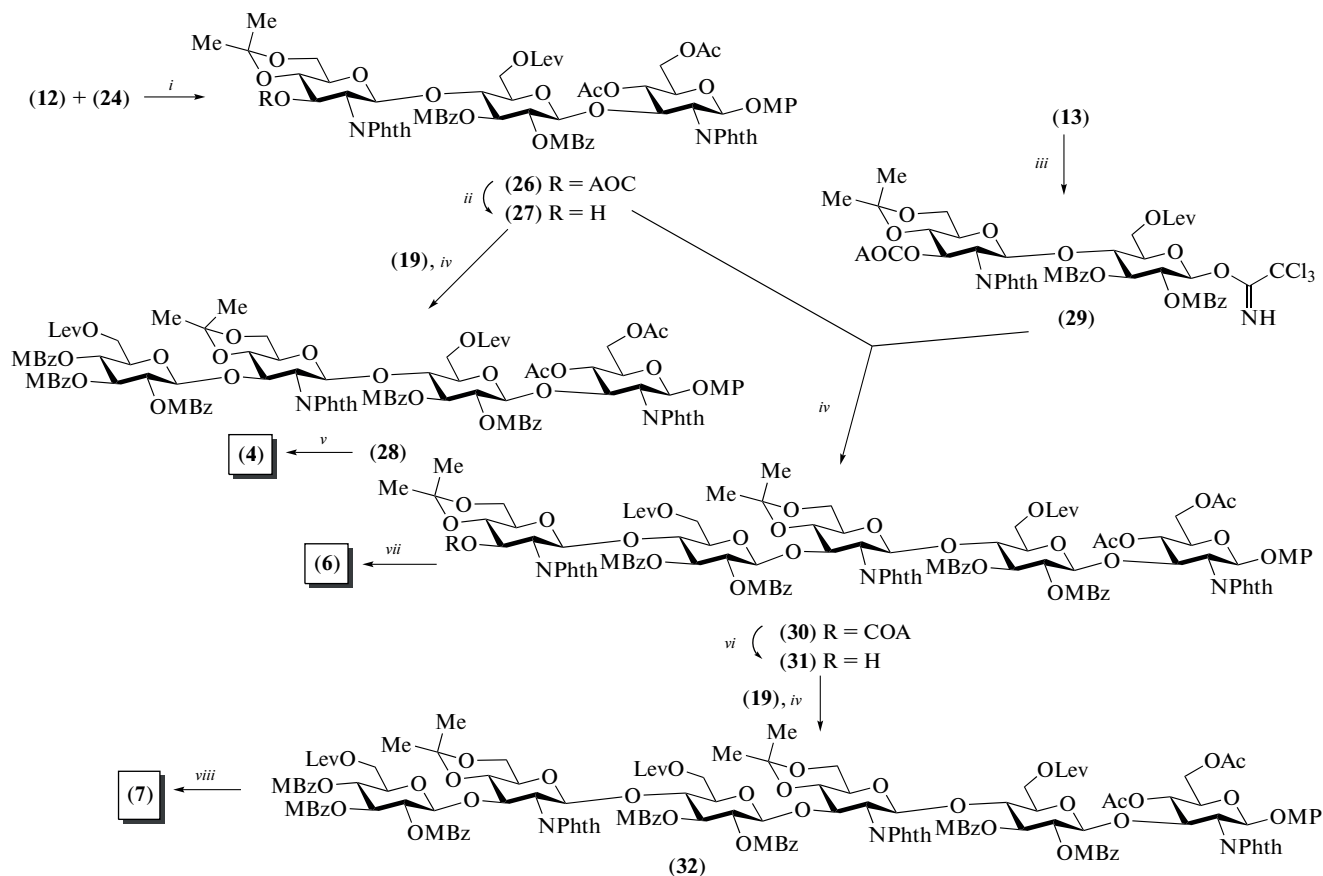 Me
Me
O
O
O
RO
NPhth
O
OLev
O
MBzO
OMBz
O
OAc
AcO
O
OMP
NPhth
(12) + (24)
i
(13)
iii
ii
(26) R = AOC
(27) R = H
Me
Me
O
O
O
AOCO
NPhth
O
OLev
O
MBzO
OMBz
O
CCl3
NH
(29)
(19), iv
LevO
MBzO
MBzO
O
OMBz
O
Me
Me
O
O
O
NPhth
O
OLev
O
MBzO
OMBz
O
OAc
AcO
O
OMP
NPhth
iv
(4)
v
(28)
Me
Me
O
O
O
RO
NPhth
O
LevO
O
MBzO
OMBz
O
Me
Me
O
O
O
NPhth
O
OLev
O
MBzO
OMBz
O
OAc
AcO
O
OMP
NPhth
(6)
vii
vi
(30) R = COA
(31) R = H
(19), iv
LevO
MBzO
MBzO
O
OMBz
O
Me
Me
O
O
O
NPhth
O
LevO
O
MBzO
OMBz
O
Me
Me
O
O
O
NPhth
O
OLev
O
MBzO
OMBz
O
OAc
AcO
O
OMP
NPhth
(7)
viii
(32)